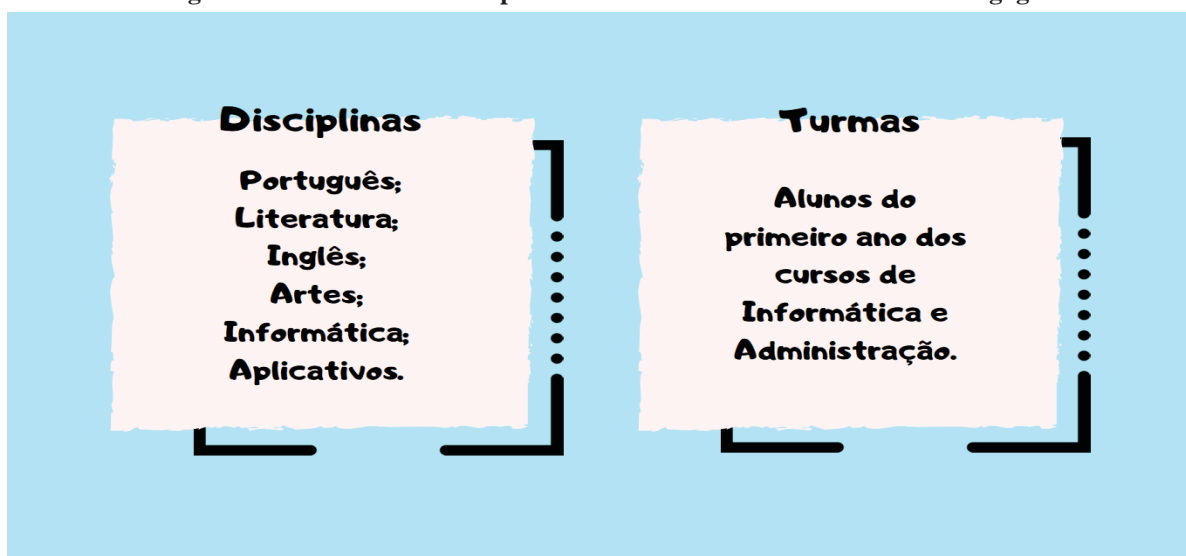 Disciplinas
Português;
Literatura;
Inglês;
Artes;
Informática;
Aplicativos.
Turmas
Alunos do
primeiro ano dos
cursos de
Informática e
Administração.